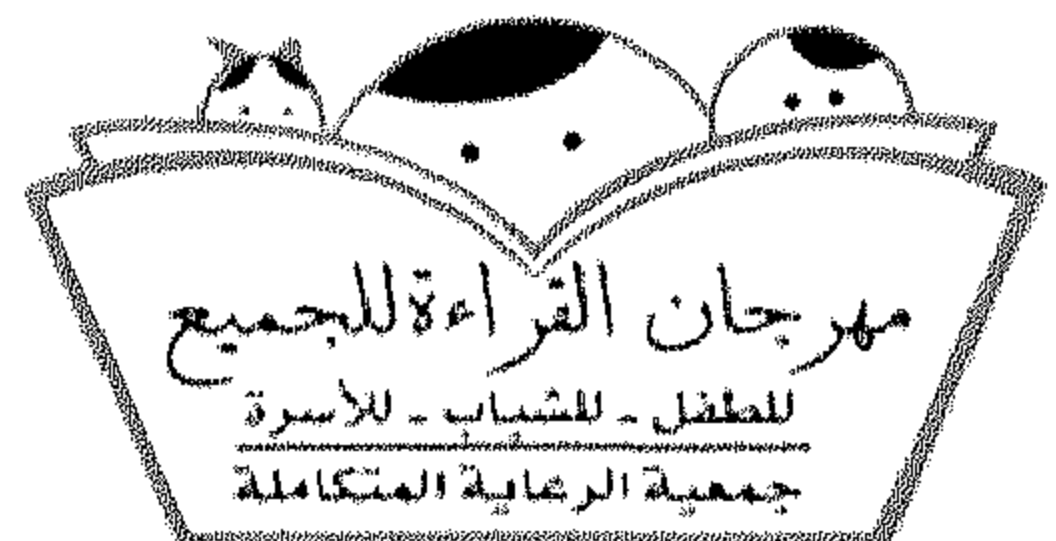 مهرجان القراءة للجميع
للطفل - للشباب - للأسرة
جمعية الرعاية المتكاملة